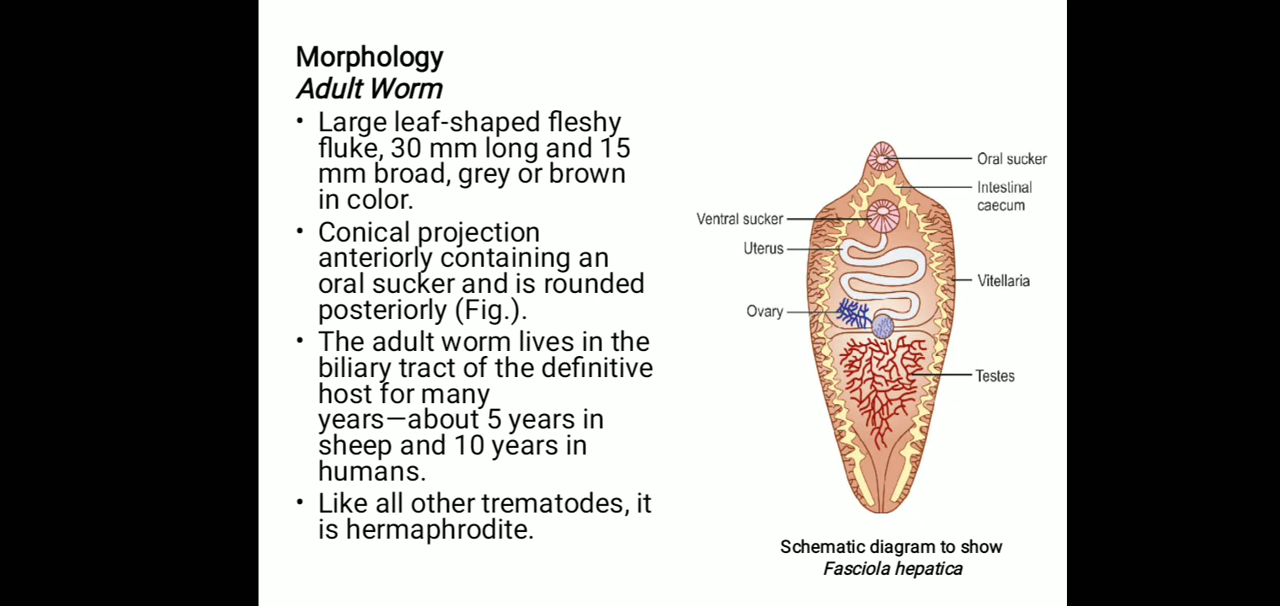 Morphology
Adult Worm
• Large leaf-shaped fleshy
fluke, 30 mm long and 15
mm broad, grey or brown
in color.
• Conical projection
anteriorly containing an
oral sucker and is rounded
posteriorly (Fig.).
• The adult worm lives in the
biliary tract of the definitive
host for many
years—about 5 years in
sheep and 10 years in
humans.
• Like all other trematodes, it
is hermaphrodite.
Oral sucker
Intestinal
caecum
Ventral sucker
Uterus
Vitellaria
Ovary
Testes
Schematic diagram to show
Fasciola hepatica